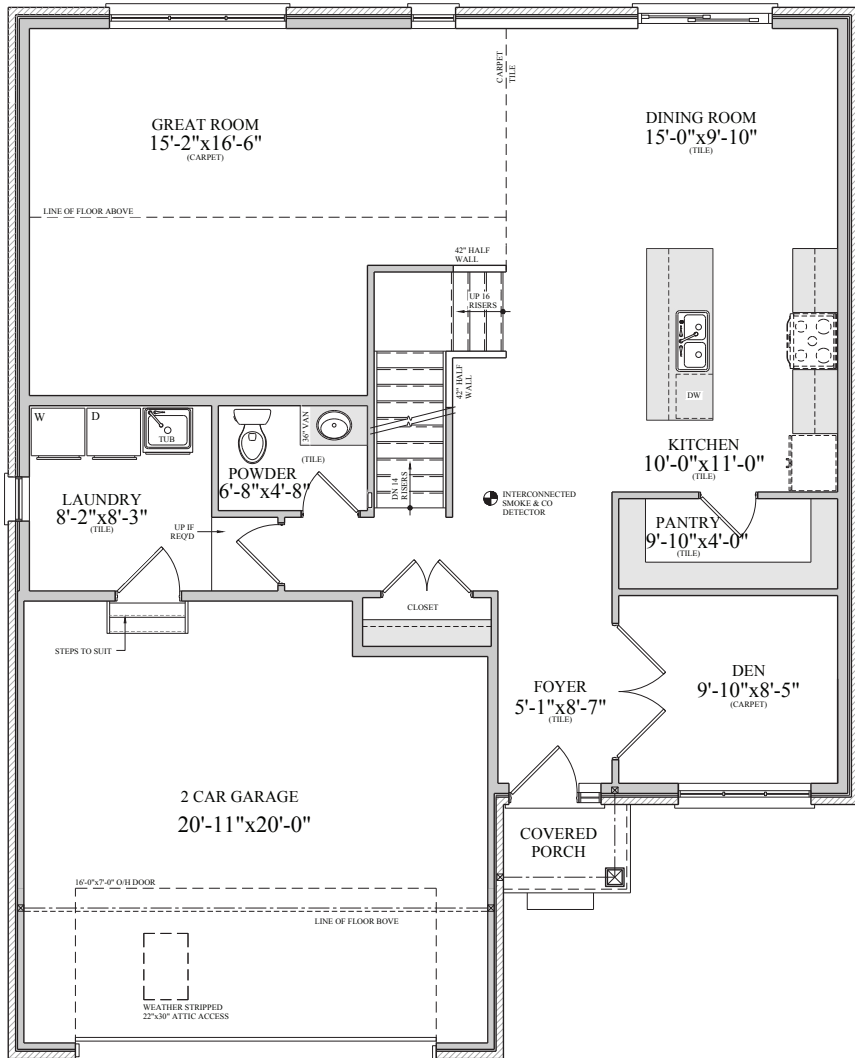 CARPET
TILE
GREAT ROOM
15'-2"x16'-6"
(CARPET)
DINING ROOM
15'-0"x9'-10"
(TILE)
LINE OF FLOOR ABOVE
42" HALF
WALL
UP 16
RISERS
42" HALF
WALL
DW
KITCHEN
10'-0"x11'-0"
(TILE)
W
D
TUB
36" VAN
(TILE)
POWDER
6'-8"x4'-8"
DN 14
RISERS
LAUNDRY
8'-2"x8'-3"
(TILE)
UP IF
REQ'D
INTERCONNECTED
SMOKE & CO
DETECTOR
PANTRY
9'-10"x4'-0"
(TILE)
CLOSET
STEPS TO SUIT
FOYER
5'-1"x8'-7"
(TILE)
DEN
9'-10"x8'-5"
(CARPET)
2 CAR GARAGE
20'-11"x20'-0"
COVERED
PORCH
16'-0"x7'-0" O/H DOOR
LINE OF FLOOR BOVE
WEATHER STRIPPED
22"x30" ATTIC ACCESS